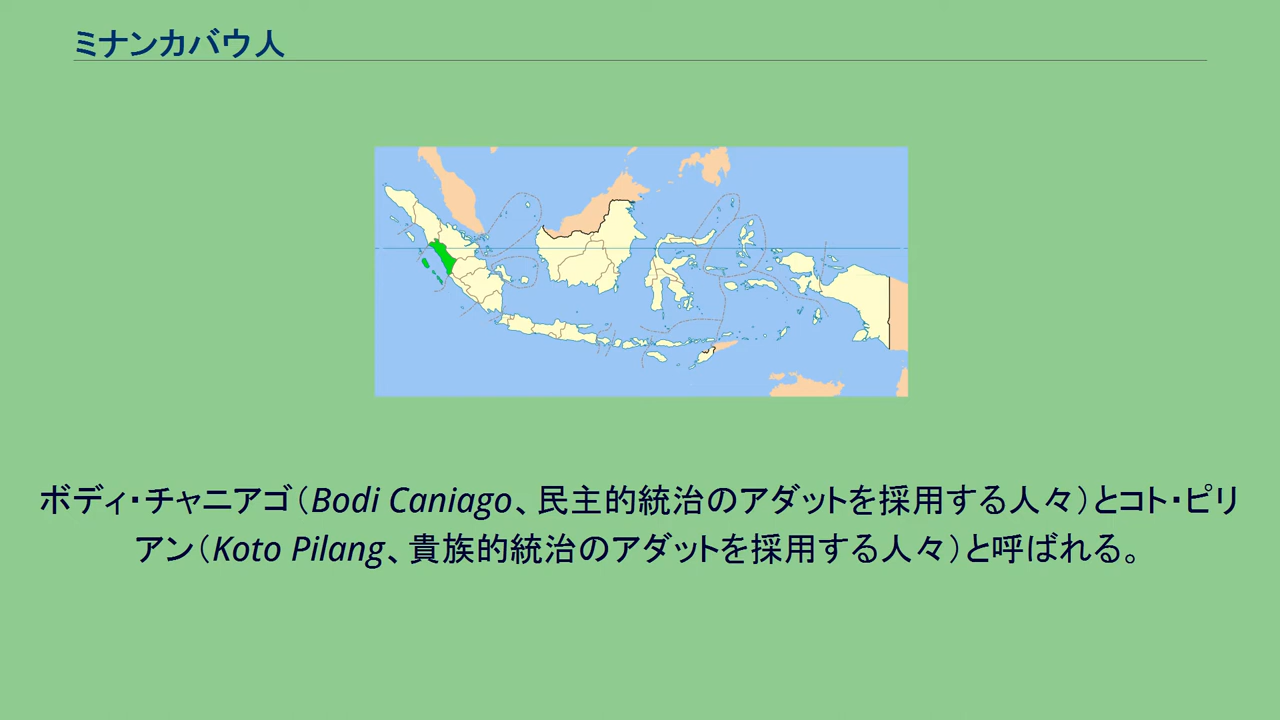 ミナンカバウ人
ボディ・チャニアゴ（Bodi Caniago、民主的統治のアダットを採用する人々）とコト・ピリ
アン（Koto Pilang、貴族的統治のアダットを採用する人々）と呼ばれる。